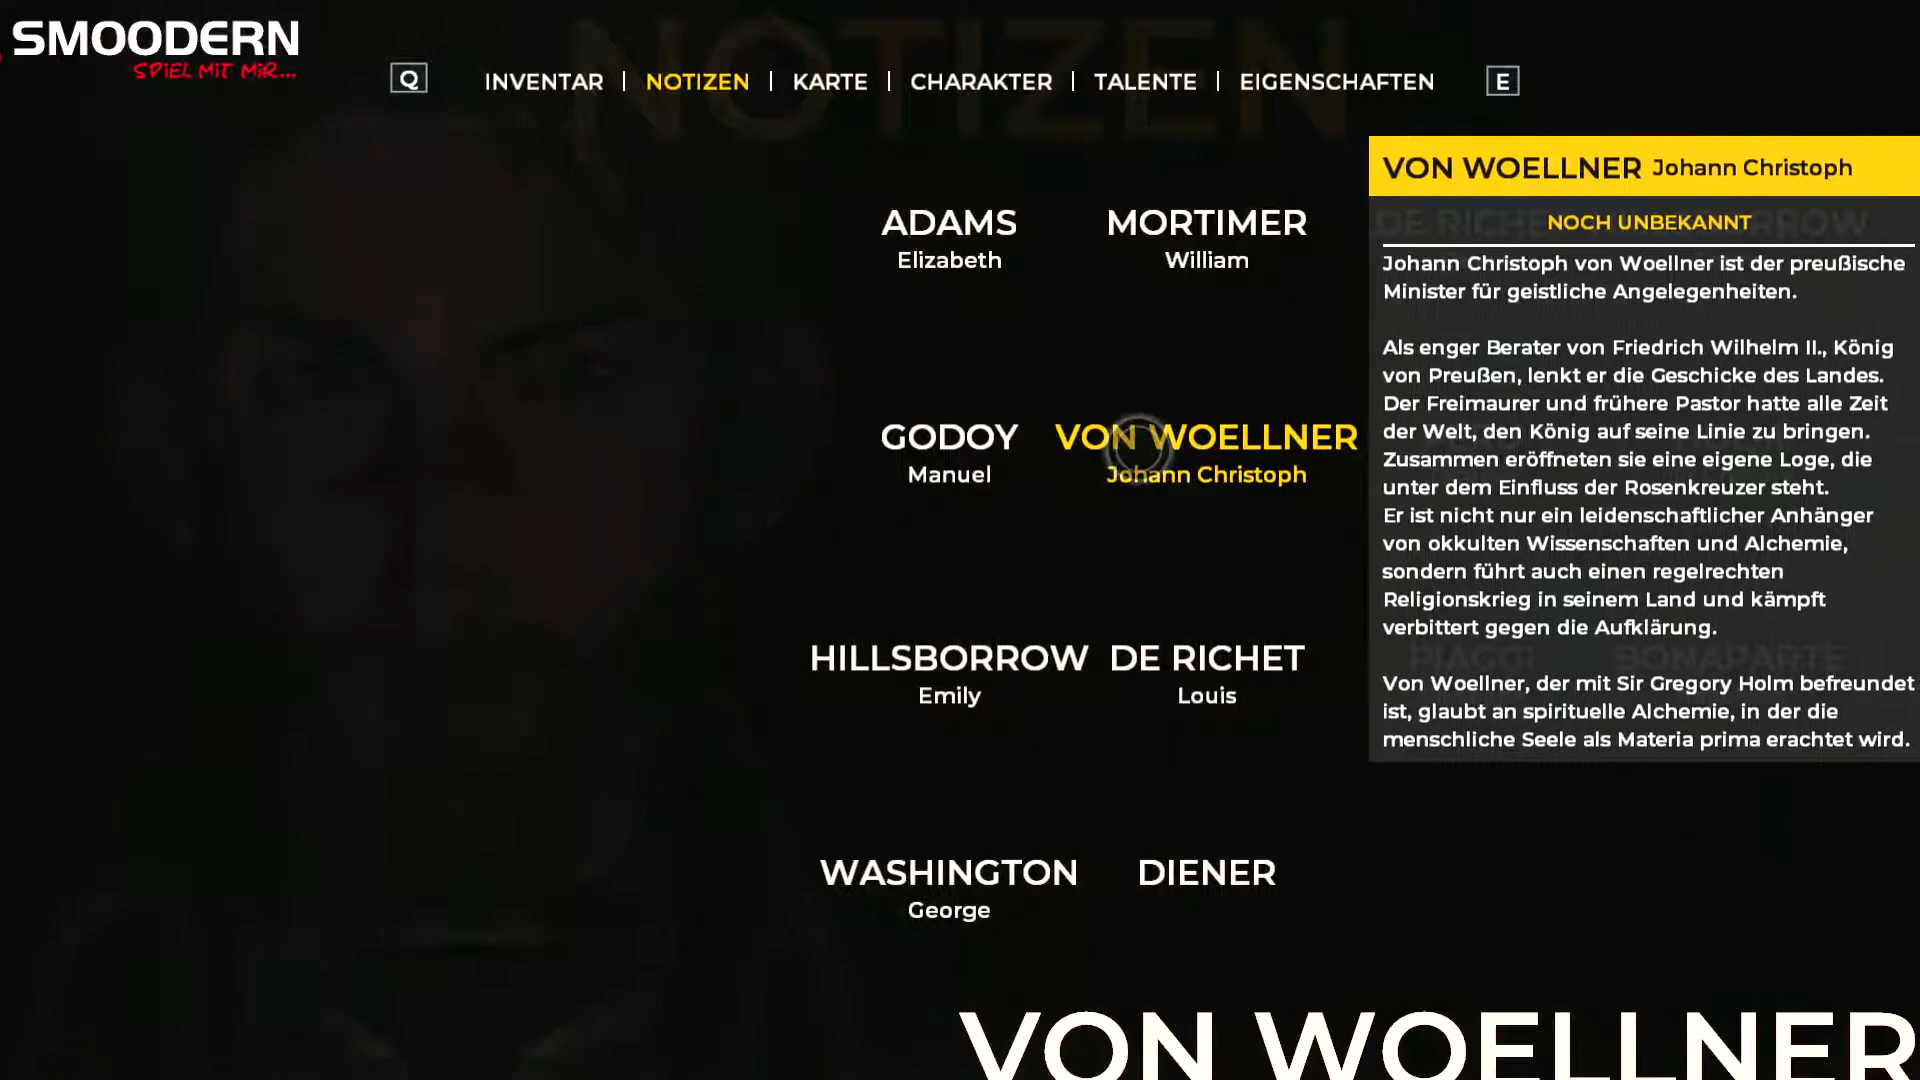 SMOODERN
SPIEL MIT MIR...
NOTIZEN
Q INVENTAR | NOTIZEN | KARTE | CHARAKTER | TALENTE | EIGENSCHAFTEN E
ADAMS
Elizabeth
MORTIMER
William
GODOY
Manuel
VON WOELLNER
Johann Christoph
HILLSBORROW
Emily
DE RICHET
Louis
WASHINGTON
George
DIENER
VON WOELLNER Johann Christoph
NOCH UNBEKANNT
Johann Christoph von Woellner ist der preußische
Minister für geistliche Angelegenheiten.
Als enger Berater von Friedrich Wilhelm II., König
von Preußen, lenkt er die Geschicke des Landes.
Der Freimaurer und frühere Pastor hatte alle Zeit
der Welt, den König auf seine Linie zu bringen.
Zusammen eröffneten sie eine eigene Loge, die
unter dem Einfluss der Rosenkreuzer steht.
Er ist nicht nur ein leidenschaftlicher Anhänger
von okkulten Wissenschaften und Alchemie,
sondern führt auch einen regelrechten
Religionskrieg in seinem Land und kämpft
verbittert gegen die Aufklärung.
PIAGGI BONAPARTE
Von Woellner, der mit Sir Gregory Holm befreundet
ist, glaubt an spirituelle Alchemie, in der die
menschliche Seele als Materia prima erachtet wird.
VON WOELLNER